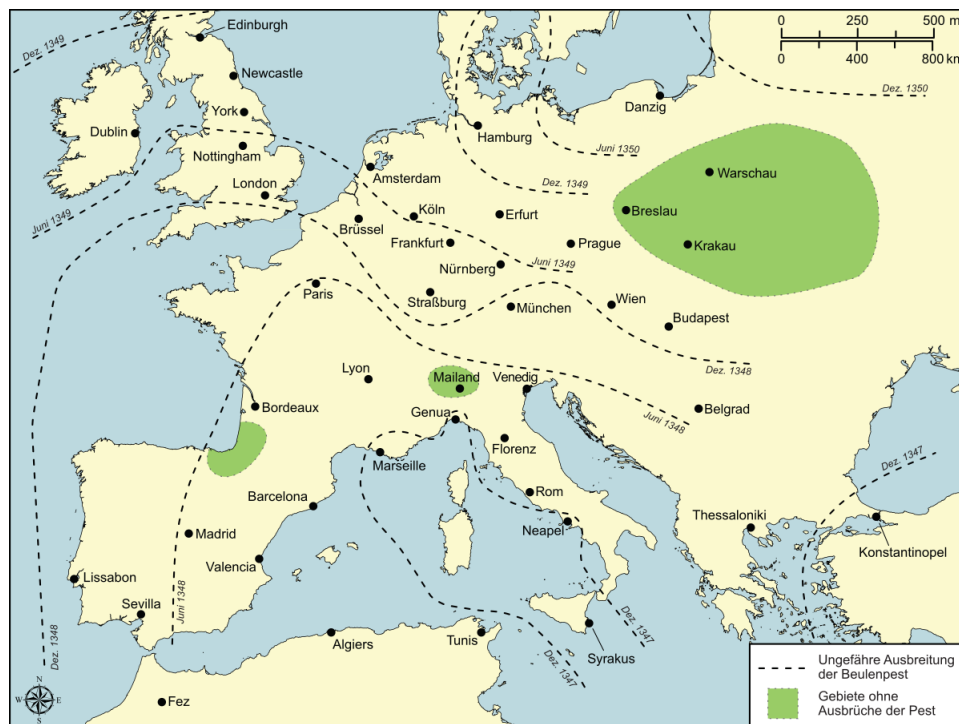 Dez. 1349
Edinburgh
0 250 500 mi
0 400 800 km
Newcastle
Dez. 1350
Danzig
York
Dublin
Hamburg
Nottingham
Juni 1350
Amsterdam
Warschau
London
Dez. 1349
Juni 1349
Köln
Erfurt
Breslau
Brüssel
Frankfurt
Prague
Krakau
Nürnberg
Juni 1349
Paris
Straßburg
München
Wien
Budapest
Lyon
Mailand
Venedig
Dez. 1348
Bordeaux
Genua
Belgrad
Juni 1348
Florenz
Marseille
Dez. 1347
Barcelona
Rom
Thessaloniki
Madrid
Neapel
Konstantinopel
Valencia
Lissabon
Juni 1348
Sevilla
Dez. 1348
Algiers
Tunis
Syrakus
Dez. 1347
Dez. 1347
Ungefähre Ausbreitung
der Beulenpest
N
W E
S
Fez
Gebiete ohne
Ausbrüche der Pest